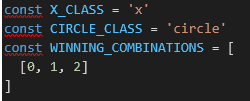 const X_CLASS = 'x'
const CIRCLE_CLASS = 'circle'
const WINNING_COMBINATIONS = [
  [0, 1, 2]
]